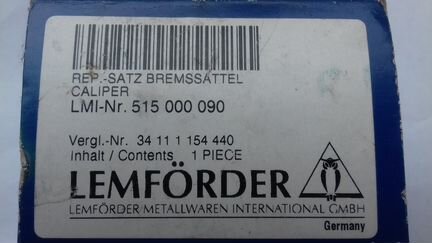 REP.-SATZ BREMSSATTEL
CALIPER
LMI-Nr. 515 000 090
Vergl.-Nr. 34 11 1 154 440
Inhalt / Contents 1 PIECE
LEMFÖRDER
LEMFÖRDER METALLWAREN INTERNATIONAL GMBH
Germany